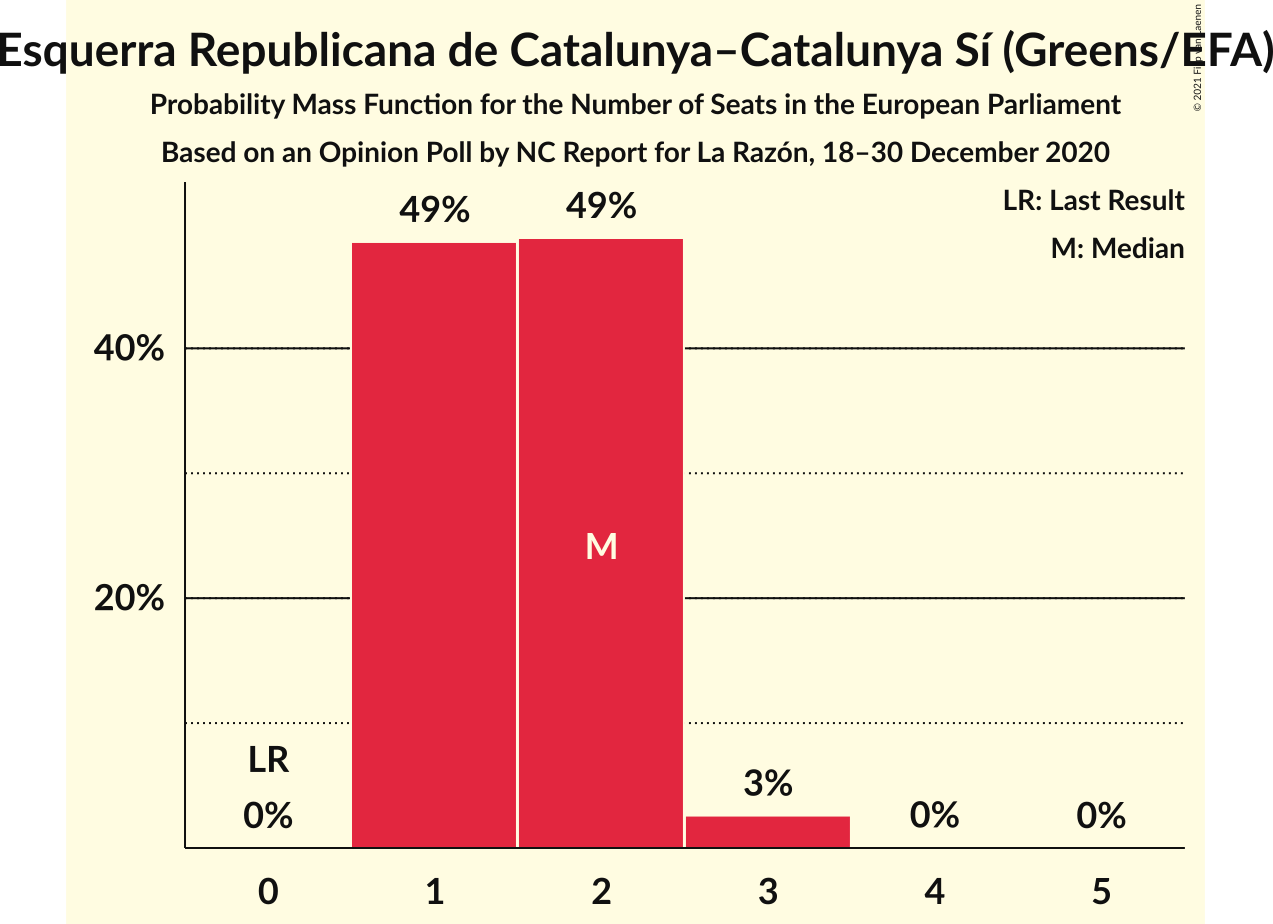 Esquerra Republicana de Catalunya–Catalunya Sí (Greens/EFA)
Probability Mass Function for the Number of Seats in the European Parliament
Based on an Opinion Poll by NC Report for La Razón, 18–30 December 2020
© 2021
LR: Last Result
M: Median
49%
49%
40%
M
20%
LR
0%
3%
0%
0%
0
1
2
3
4
5